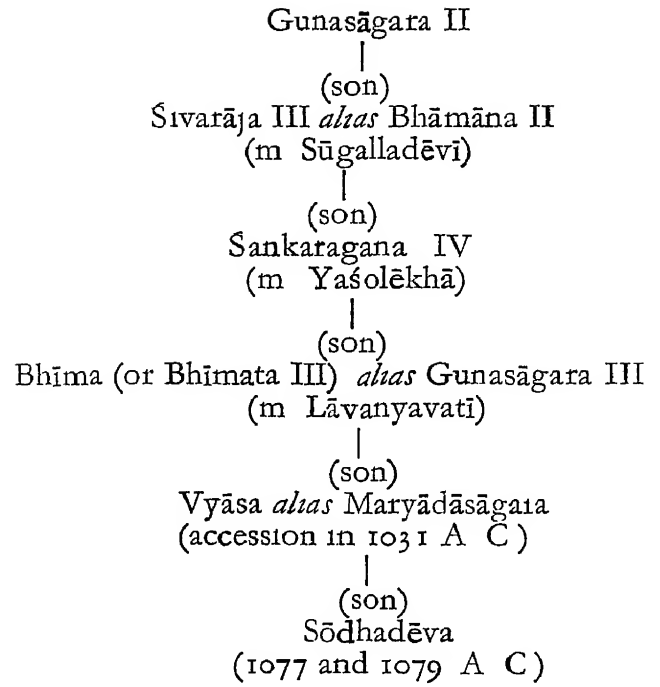 Gunasāgara II
(son)
Śivarāja III alias Bhāmāna II
(m Sūgalladēvī)
(son)
Śankaragana IV
(m Yaśolēkhā)
(son)
Bhīma (or Bhīmata III) alias Gunasāgara III
(m Lāvanyavatī)
(son)
Vyāsa alias Maryādāsāgara
(accession in 1031 A C)
(son)
Sōdhadēva
(1077 and 1079 A C)